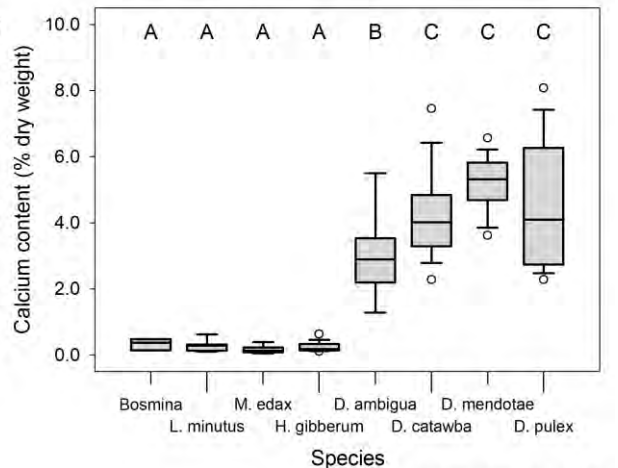 10.0
A A A A B C C C
8.0
6.0
4.0
2.0
0.0
Calcium content (% dry weight)
Bosmina M. edax D. ambigua D. mendotae
L. minutus H. gibberum D. catawba D. pulex
Species